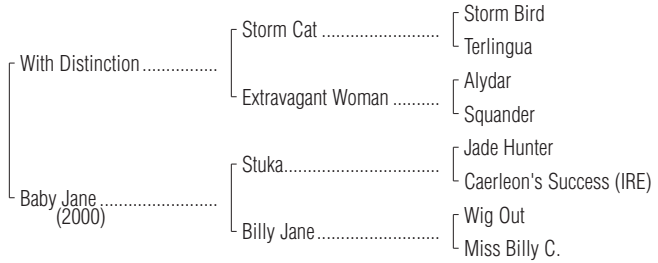 Storm Bird
Storm Cat ......................
Terlingua
With Distinction ..............
Alydar
Extravagant Woman .........
Squander
Jade Hunter
Stuka .............................
Caerleon's Success (IRE)
Baby Jane ......................
(2000)
Wig Out
Billy Jane .......................
Miss Billy C.